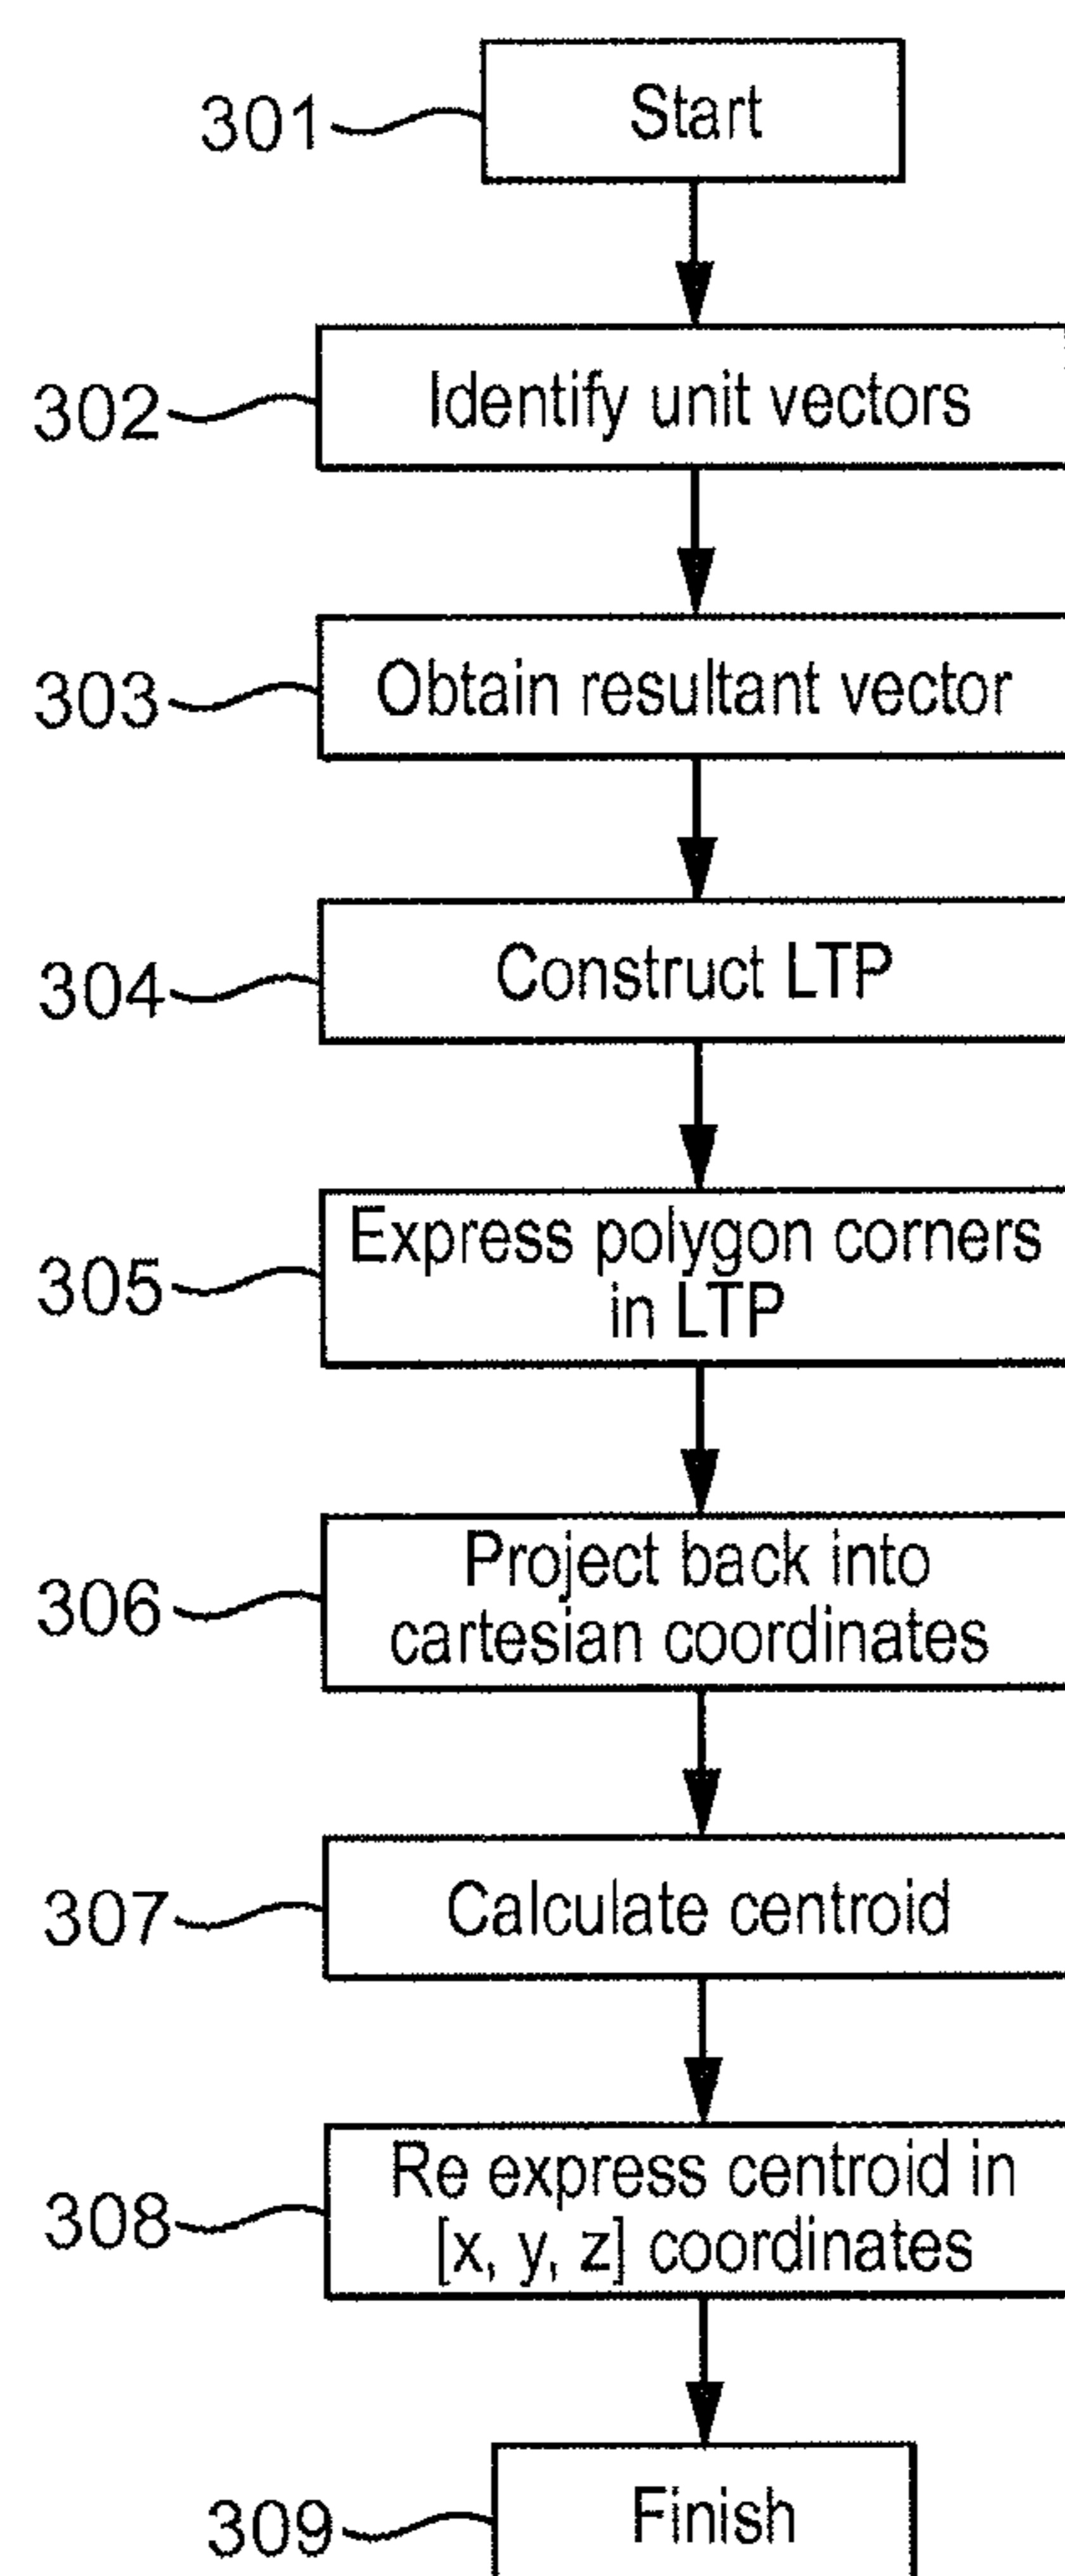 301
Start
302
Identify unit vectors
303
Obtain resultant vector
304
Construct LTP
305
Express polygon corners
in LTP
306
Project back into
cartesian coordinates
307
Calculate centroid
308
Re express centroid in
[x, y, z] coordinates
309
Finish